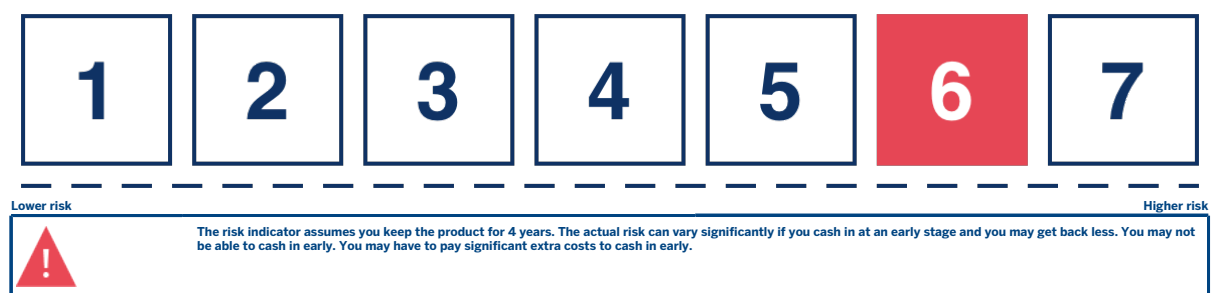 1 2 3 4 5 6 7
Lower risk Higher risk
!
The risk indicator assumes you keep the product for 4 years. The actual risk can vary significantly if you cash in at an early stage and you may get back less. You may not
be able to cash in early. You may have to pay significant extra costs to cash in early.